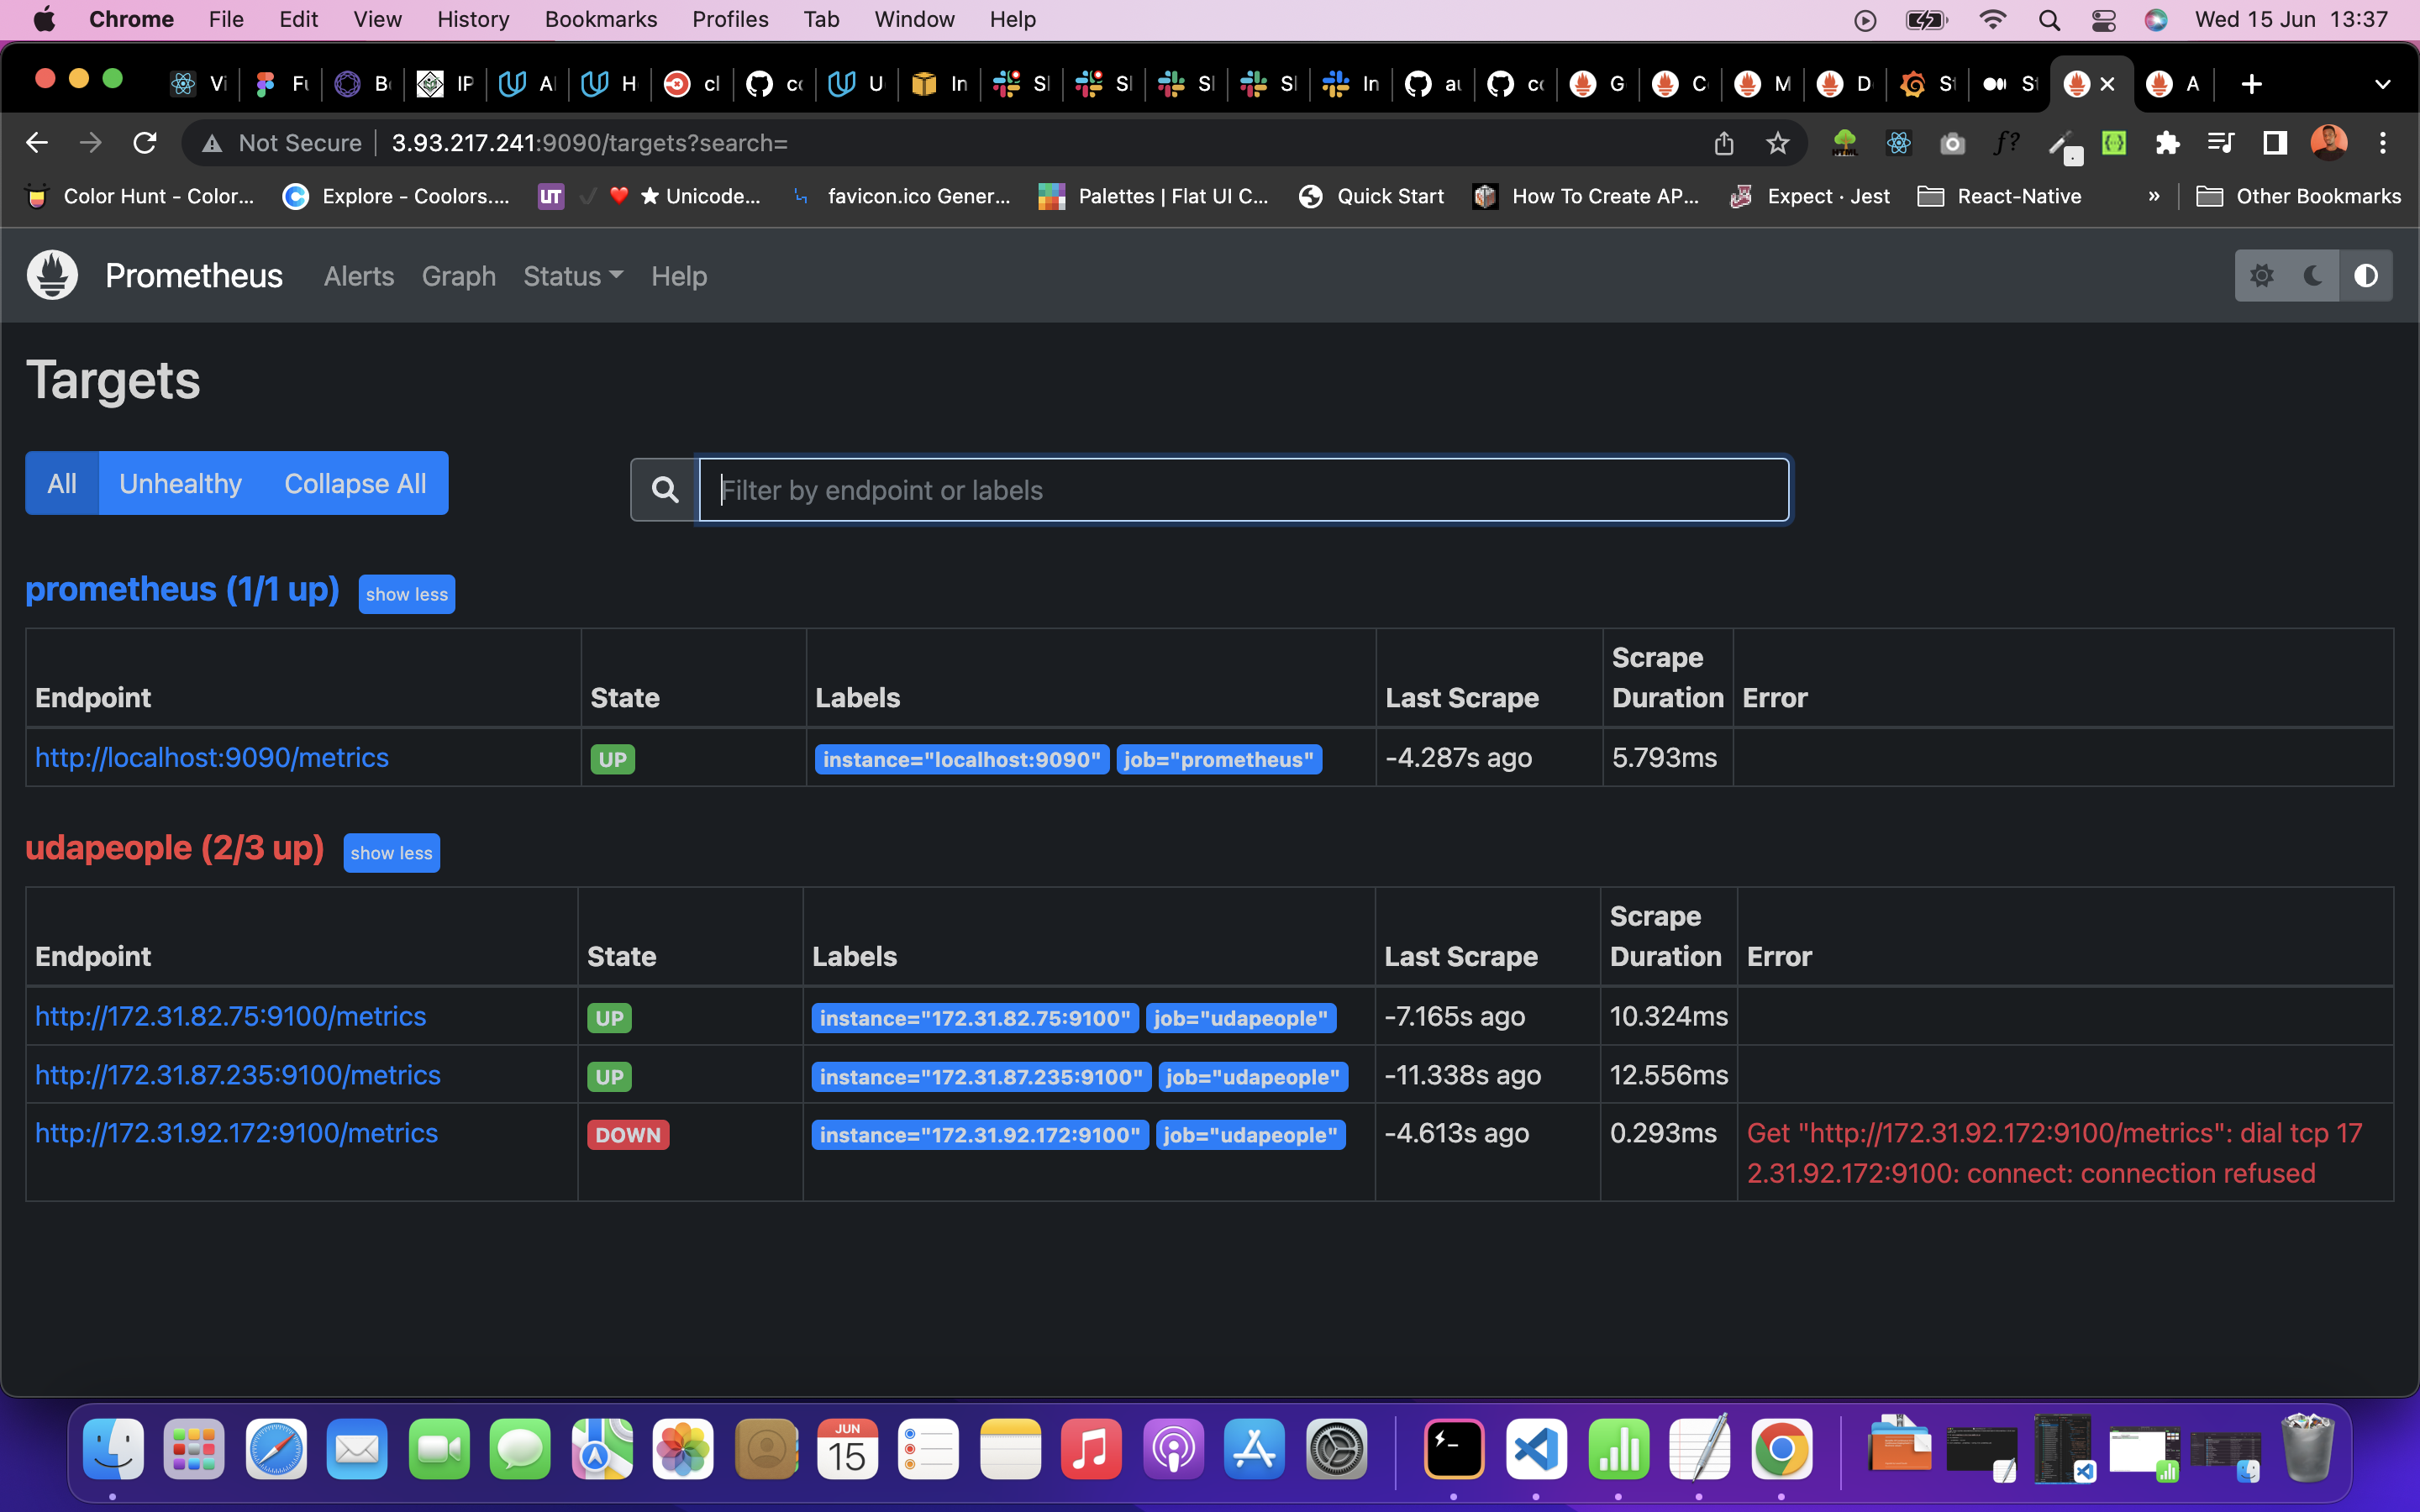 Chrome File Edit View History Bookmarks Profiles Tab Window Help Wed 15 Jun 13:37
Vi Fu Be IP A H cl co U In Sl Sl Sl Sl In au co G C M D St St A
Not Secure 3.93.217.241:9090/targets?search=
Color Hunt - Color... Explore - Coolors.... UT ✓ ❤ ★ Unicode... favicon.ico Gener... Palettes | Flat UI C... Quick Start How To Create AP... Expect · Jest React-Native » Other Bookmarks
Prometheus Alerts Graph Status Help
Targets
All Unhealthy Collapse All Filter by endpoint or labels
prometheus (1/1 up) show less
Endpoint State Labels Last Scrape Scrape Duration Error
http://localhost:9090/metrics UP instance="localhost:9090" job="prometheus" -4.287s ago 5.793ms
udapeople (2/3 up) show less
Endpoint State Labels Last Scrape Scrape Duration Error
http://172.31.82.75:9100/metrics UP instance="172.31.82.75:9100" job="udapeople" -7.165s ago 10.324ms
http://172.31.87.235:9100/metrics UP instance="172.31.87.235:9100" job="udapeople" -11.338s ago 12.556ms
http://172.31.92.172:9100/metrics DOWN instance="172.31.92.172:9100" job="udapeople" -4.613s ago 0.293ms Get "http://172.31.92.172:9100/metrics": dial tcp 17
2.31.92.172:9100: connect: connection refused
JUN
15